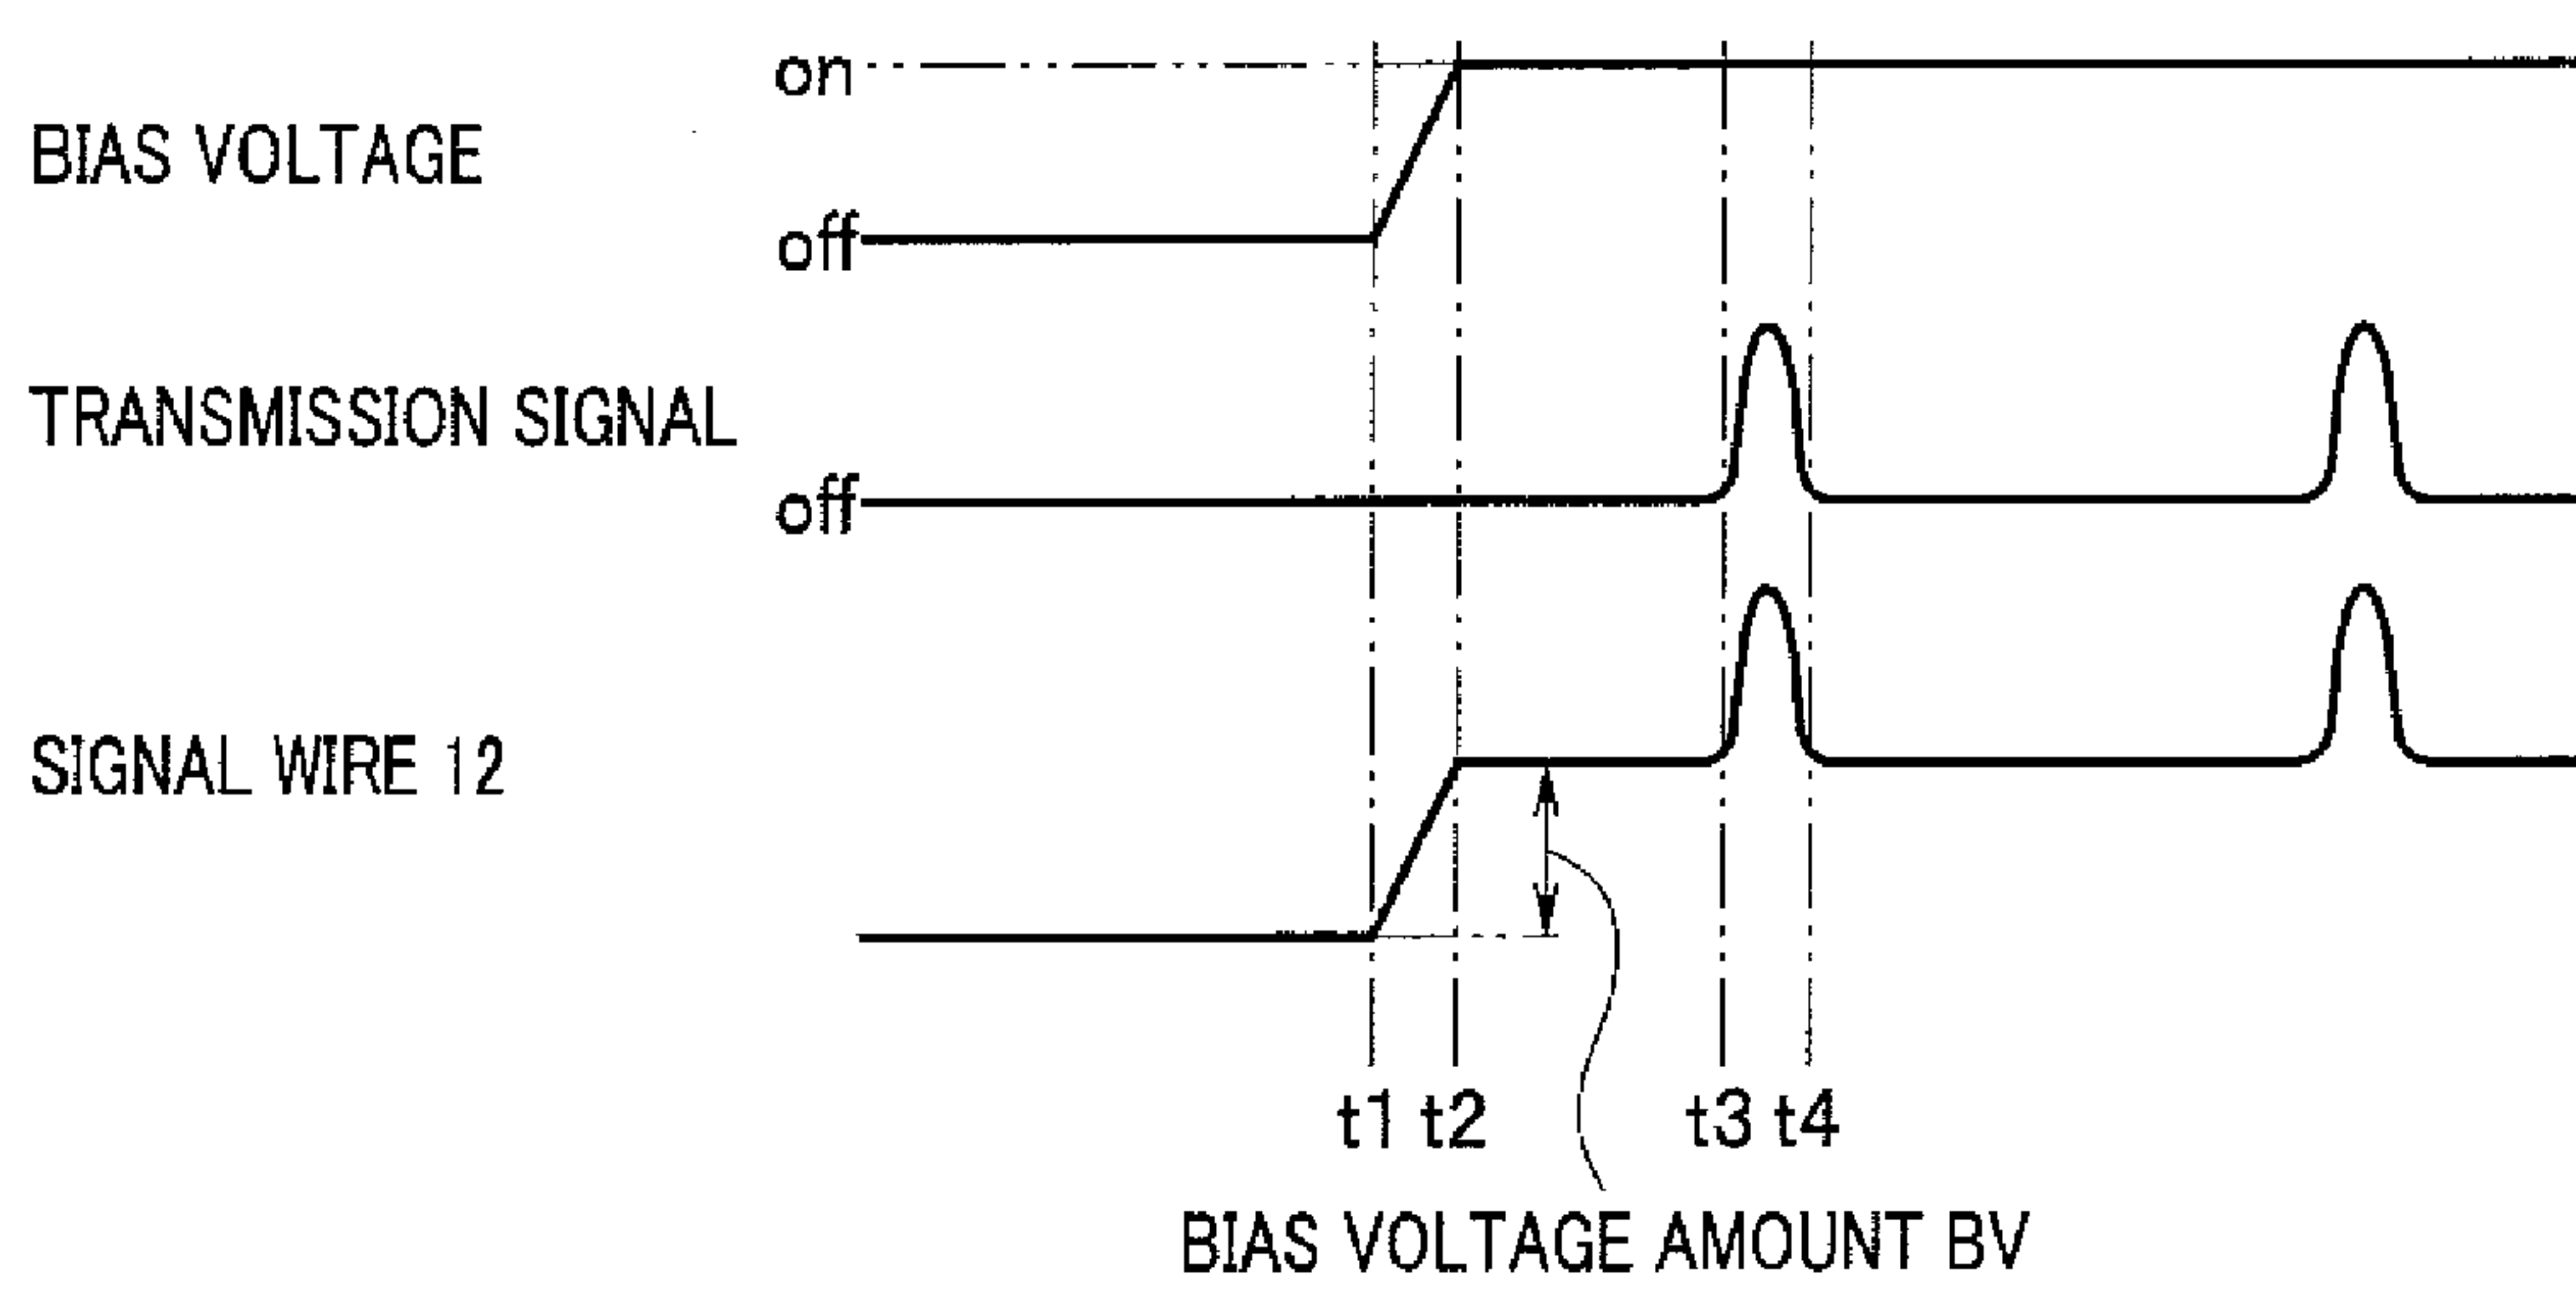 on
BIAS VOLTAGE
off
TRANSMISSION SIGNAL
off
SIGNAL WIRE 12
t1 t2 t3 t4
BIAS VOLTAGE AMOUNT BV